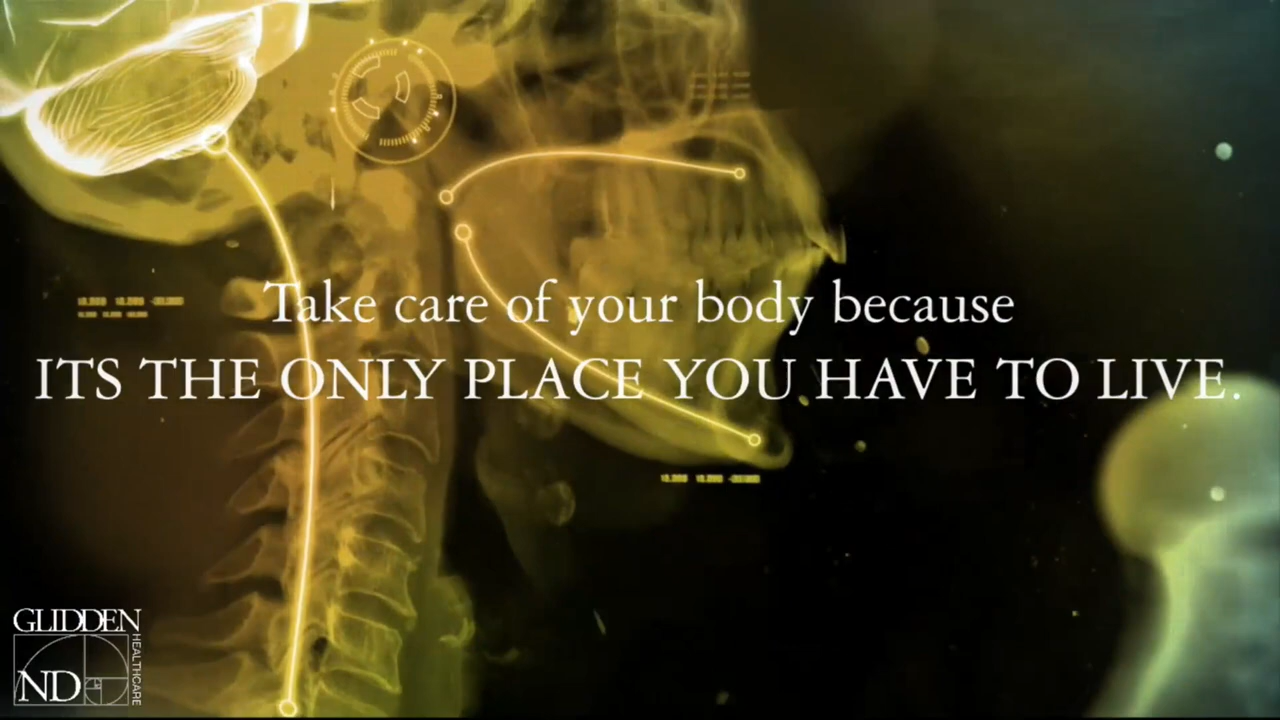 Take care of your body because
ITS THE ONLY PLACE YOU HAVE TO LIVE.
GLIDDEN
HEALTHCARE
ND